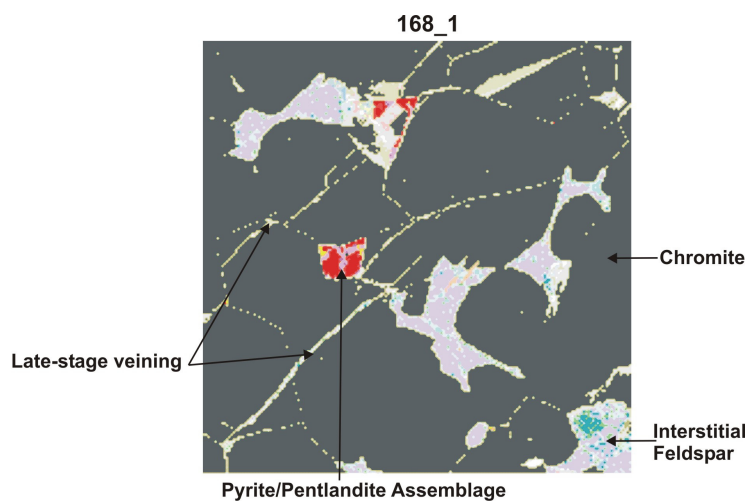 168_1
Chromite
Late-stage veining
Interstitial
Feldspar
Pyrite/Pentlandite Assemblage